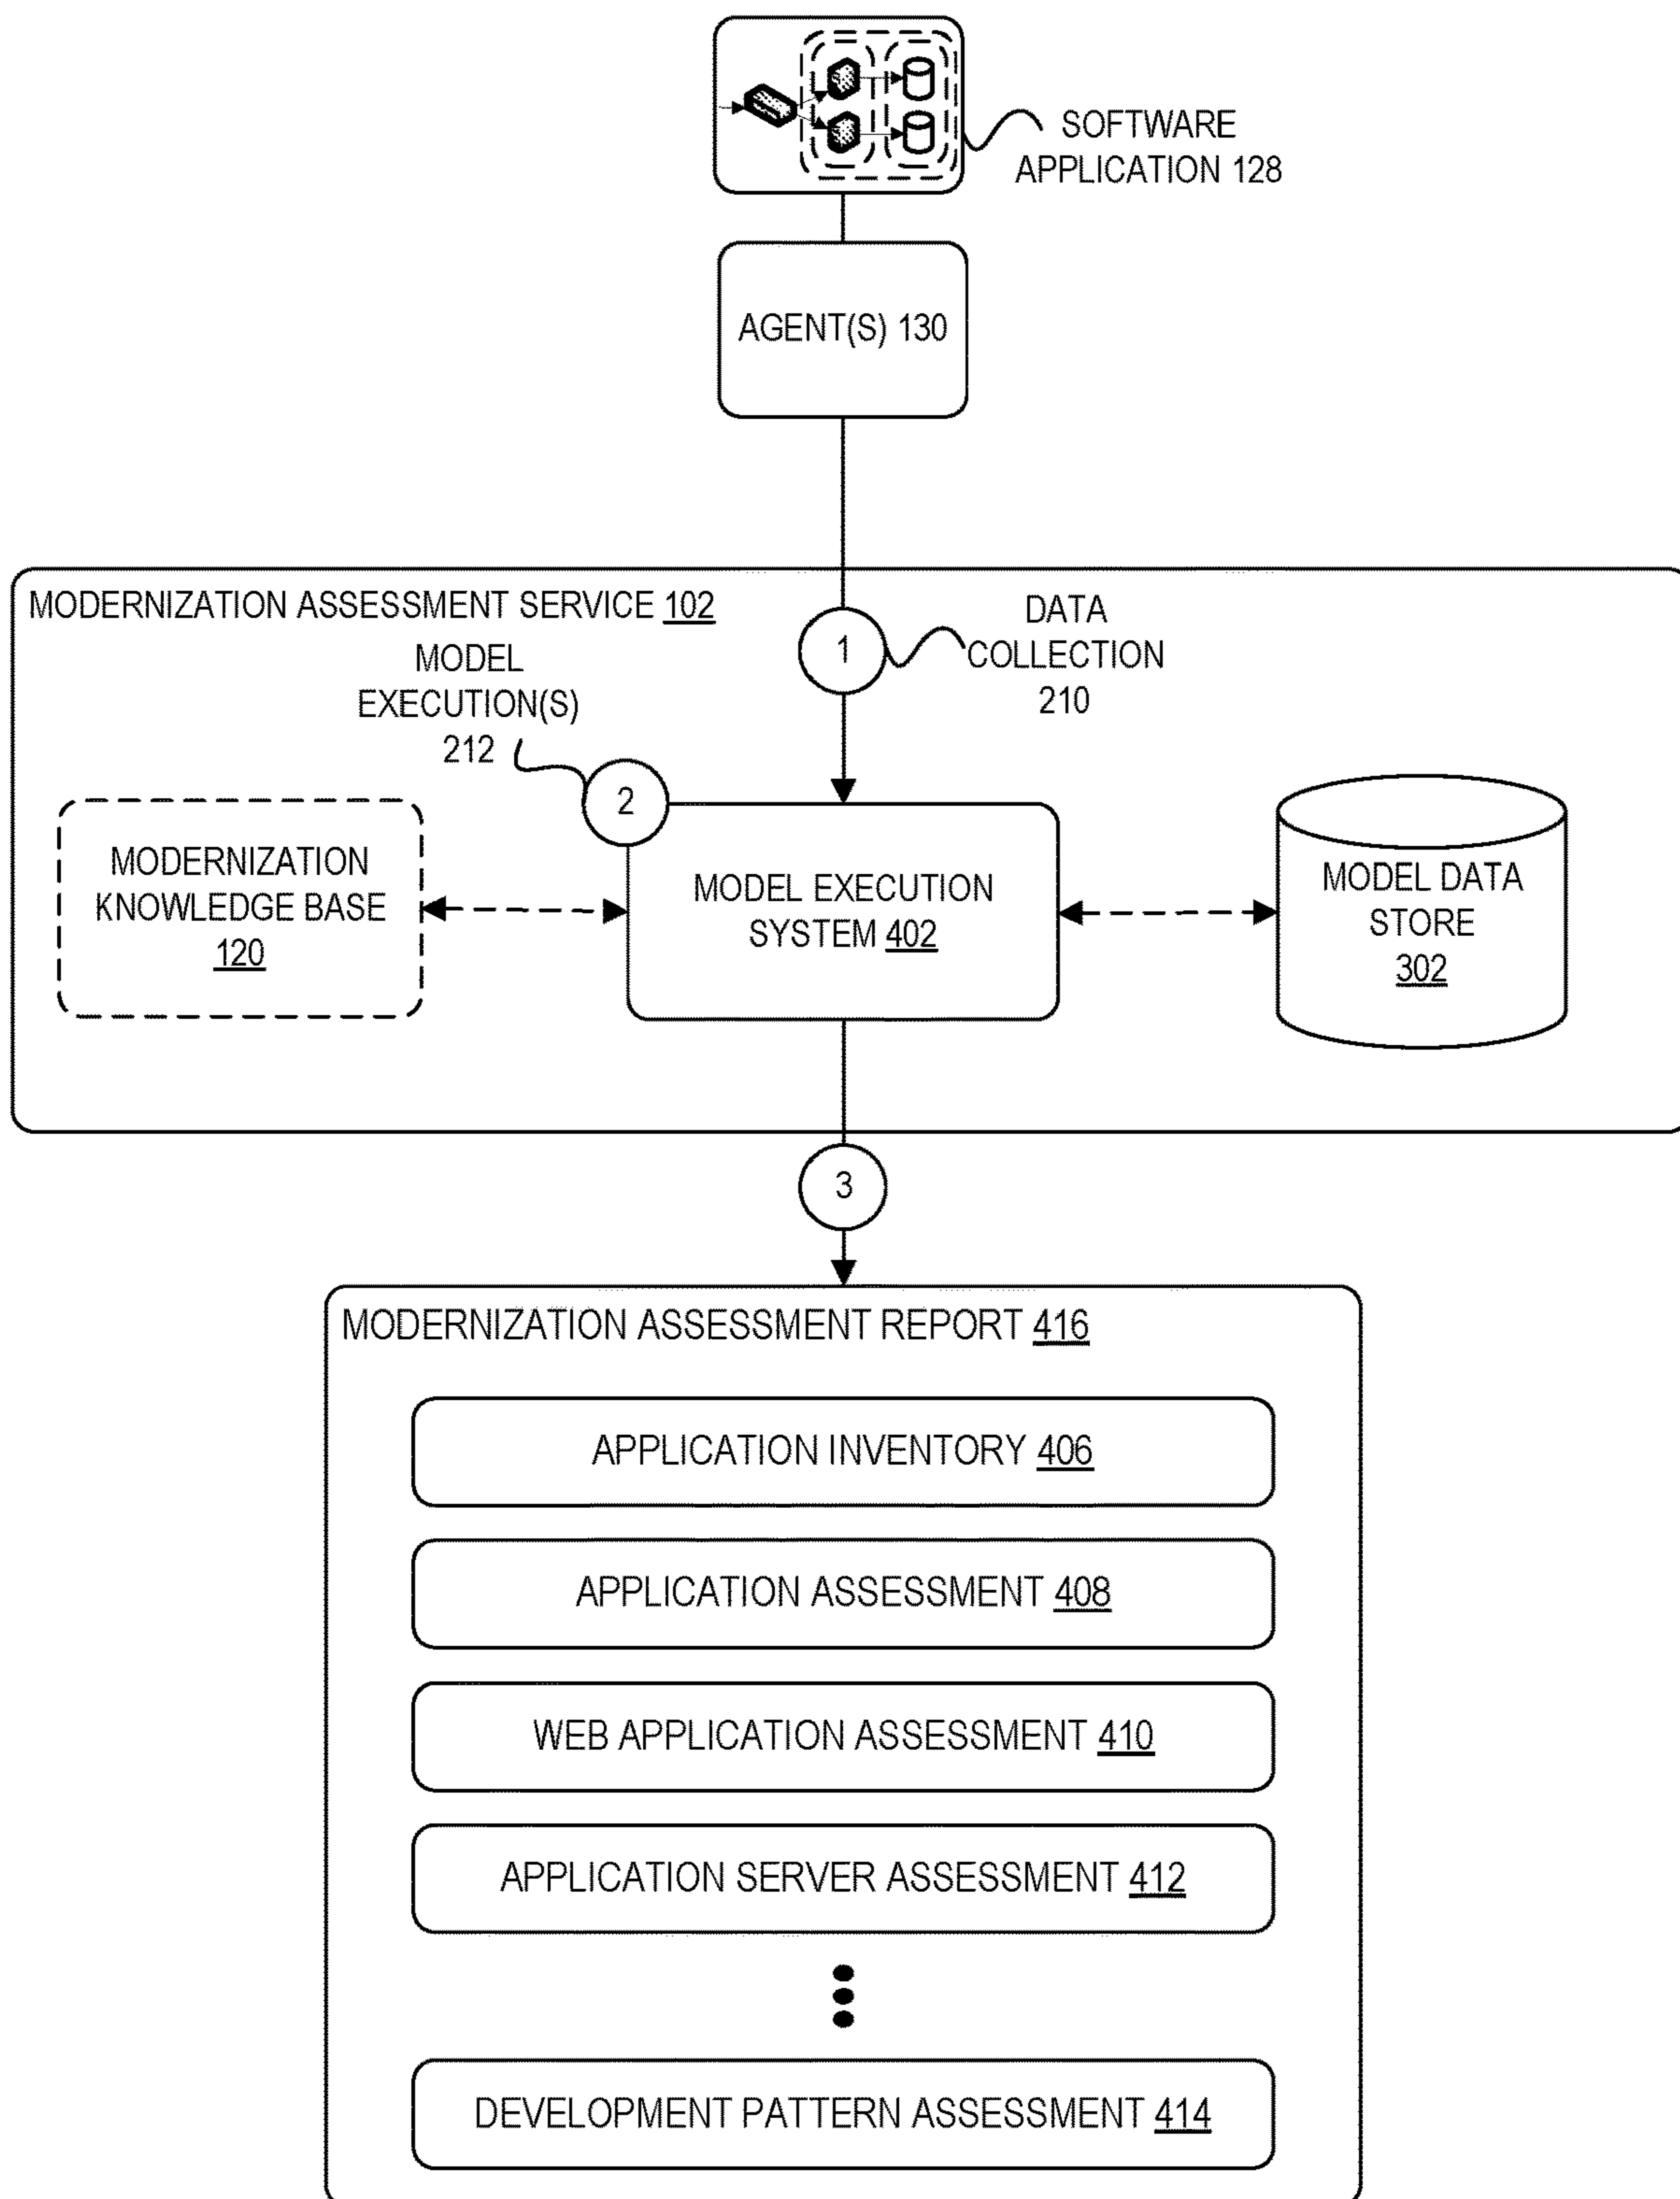 SOFTWARE
APPLICATION 128
AGENT(S) 130
MODERNIZATION ASSESSMENT SERVICE 102
1
DATA
COLLECTION
210
MODEL
EXECUTION(S)
212
2
MODERNIZATION
KNOWLEDGE BASE
120
MODEL EXECUTION
SYSTEM 402
MODEL DATA
STORE
302
3
MODERNIZATION ASSESSMENT REPORT 416
APPLICATION INVENTORY 406
APPLICATION ASSESSMENT 408
WEB APPLICATION ASSESSMENT 410
APPLICATION SERVER ASSESSMENT 412
DEVELOPMENT PATTERN ASSESSMENT 414